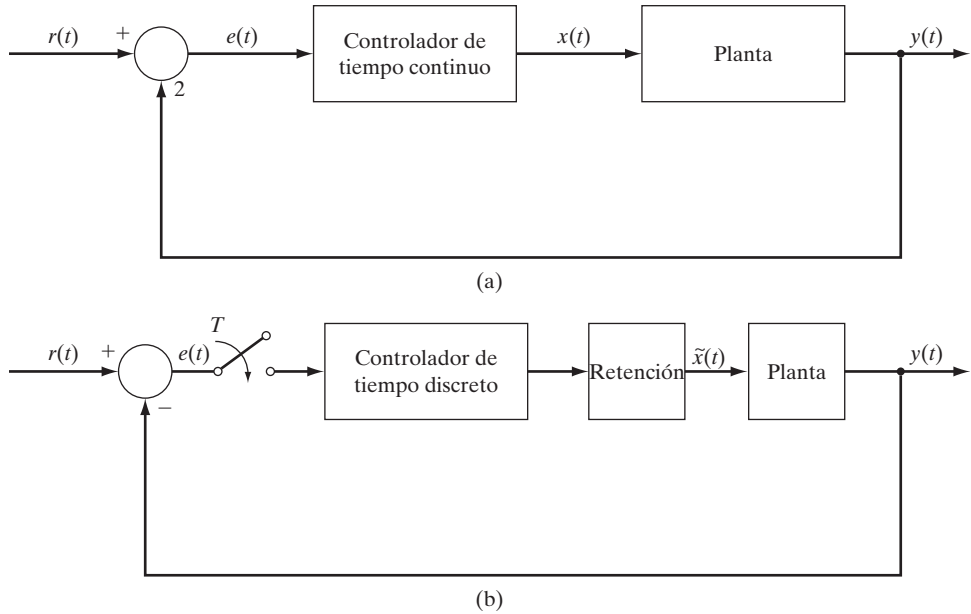 r(t) + e(t) Controlador de tiempo continuo x(t) Planta y(t)
2
(a)
r(t) + e(t) T Controlador de tiempo discreto Retención x̃(t) Planta y(t)
−
(b)